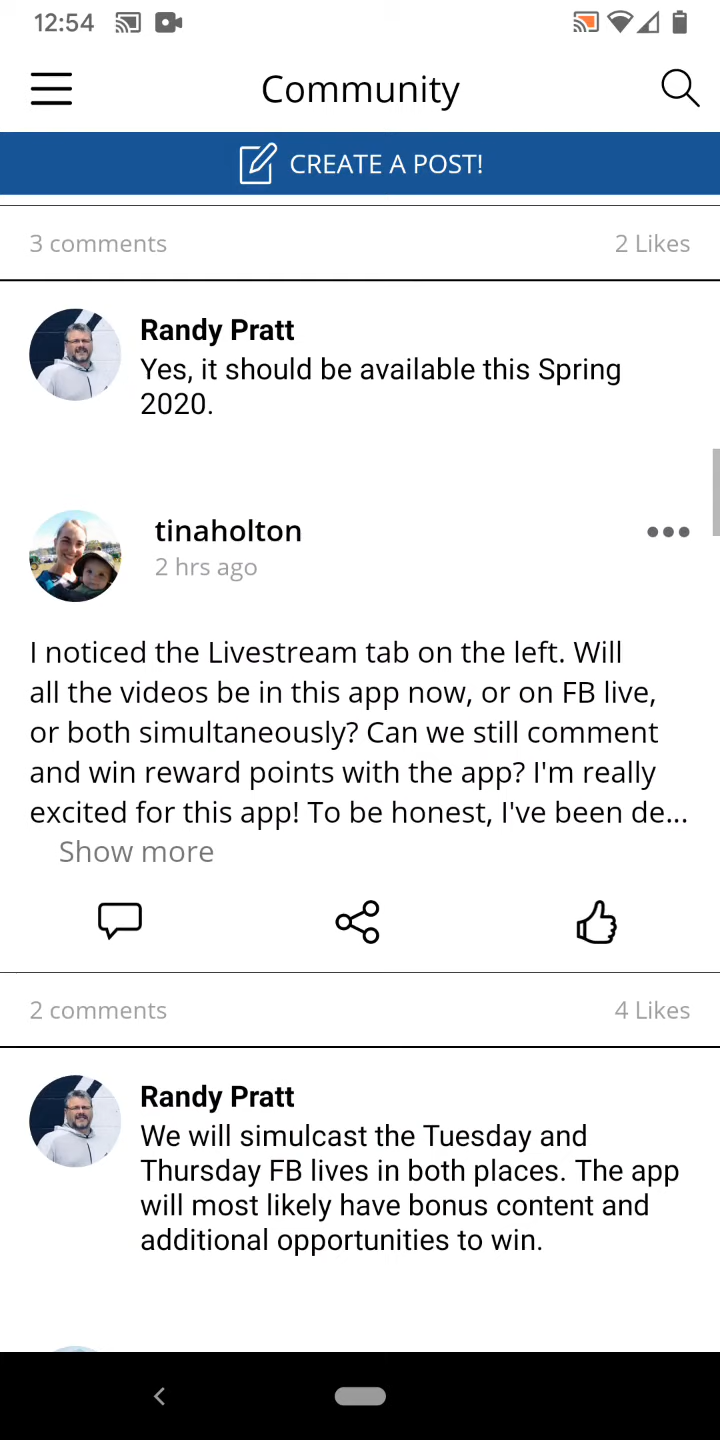 12:54
Community
CREATE A POST!
3 comments
2 Likes
Randy Pratt
Yes, it should be available this Spring
2020.
tinaholton
2 hrs ago
I noticed the Livestream tab on the left. Will
all the videos be in this app now, or on FB live,
or both simultaneously? Can we still comment
and win reward points with the app? I'm really
excited for this app! To be honest, I've been de...
Show more
2 comments
4 Likes
Randy Pratt
We will simulcast the Tuesday and
Thursday FB lives in both places. The app
will most likely have bonus content and
additional opportunities to win.